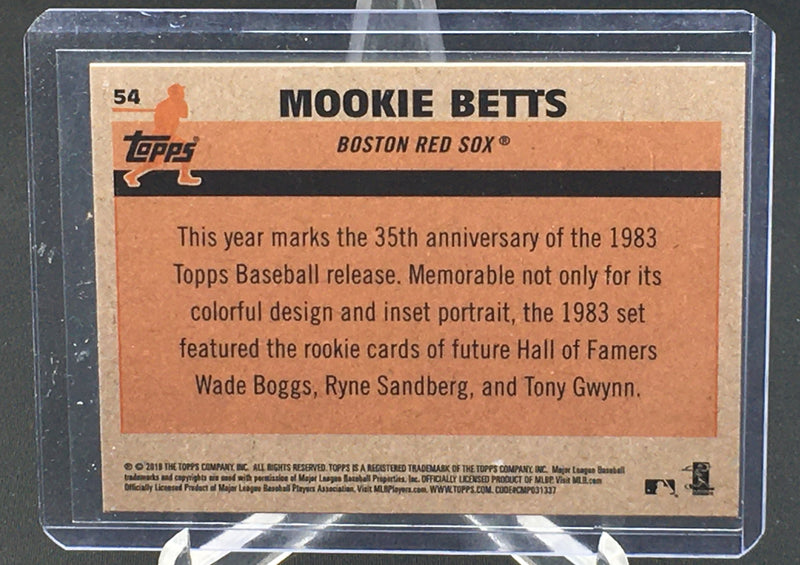 54
MOOKIE BETTS
Topps®
BOSTON RED SOX®
This year marks the 35th anniversary of the 1983
Topps Baseball release. Memorable not only for its
colorful design and inset portrait, the 1983 set
featured the rookie cards of future Hall of Famers
Wade Boggs, Ryne Sandberg, and Tony Gwynn.
® © 2018 THE TOPPS COMPANY, INC. ALL RIGHTS RESERVED. TOPPS IS A REGISTERED TRADEMARK OF THE TOPPS COMPANY, INC. Major League Baseball
trademarks and copyrights are used with permission of Major League Baseball Properties, Inc. OFFICIALLY LICENSED PRODUCT OF MLBP. Visit MLB.com
Officially Licensed Product of Major League Baseball Players Association. Visit MLBPlayers.com. WWW.TOPPS.COM. CODE#CMP031337